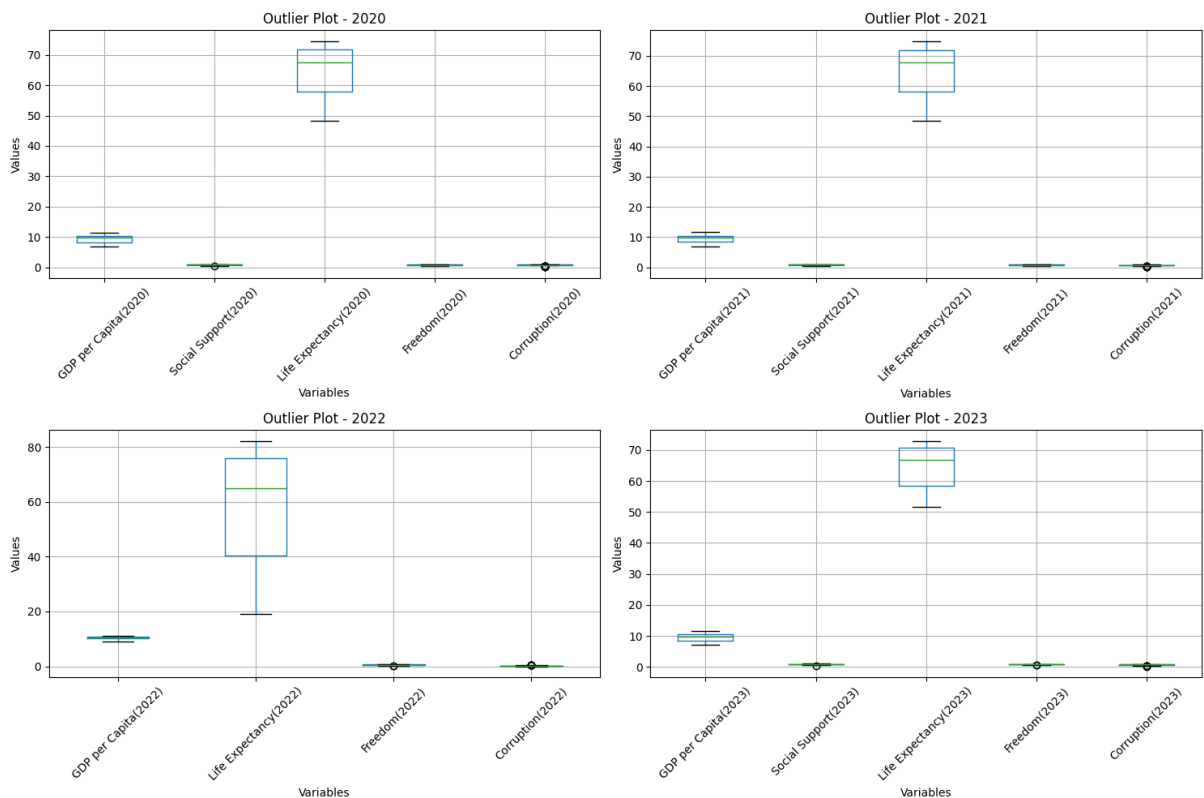 Outlier Plot - 2020
Values
70
60
50
40
30
20
10
0
GDP per Capita(2020)
Social Support(2020)
Life Expectancy(2020)
Freedom(2020)
Corruption(2020)
Variables
Outlier Plot - 2021
Values
70
60
50
40
30
20
10
0
GDP per Capita(2021)
Social Support(2021)
Life Expectancy(2021)
Freedom(2021)
Corruption(2021)
Variables
Outlier Plot - 2022
Values
80
60
40
20
0
GDP per Capita(2022)
Life Expectancy(2022)
Freedom(2022)
Corruption(2022)
Variables
Outlier Plot - 2023
Values
70
60
50
40
30
20
10
0
GDP per Capita(2023)
Social Support(2023)
Life Expectancy(2023)
Freedom(2023)
Corruption(2023)
Variables